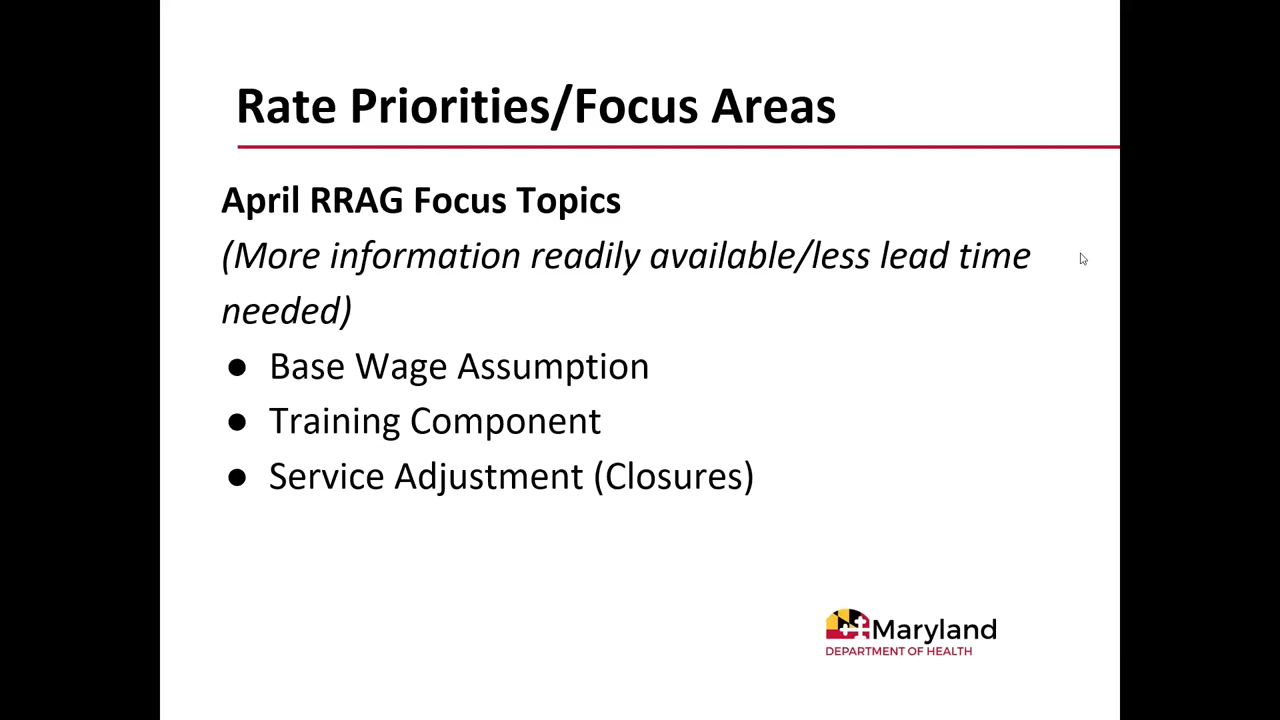 Rate Priorities/Focus Areas
April RRAG Focus Topics
(More information readily available/less lead time
needed)
● Base Wage Assumption
● Training Component
● Service Adjustment (Closures)
Maryland
DEPARTMENT OF HEALTH